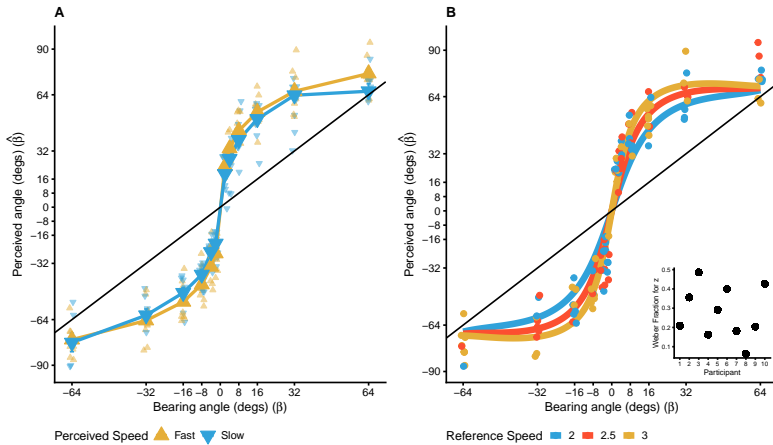 A
Perceived angle (degs) (β̂)
90
64
32
16
8
0
−8
−16
−32
−64
−90
−64 −32 −16 −8 0 8 16 32 64
Bearing angle (degs) (β)
Perceived Speed Fast Slow
B
Perceived angle (degs) (β̂)
90
64
32
16
8
0
−8
−16
−32
−64
−90
Weber Fraction for z
0.5
0.4
0.3
0.2
0.1
1 2 3 4 5 6 7 8 9 10
Participant
−64 −32 −16 −8 0 8 16 32 64
Bearing angle (degs) (β)
Reference Speed 2 2.5 3